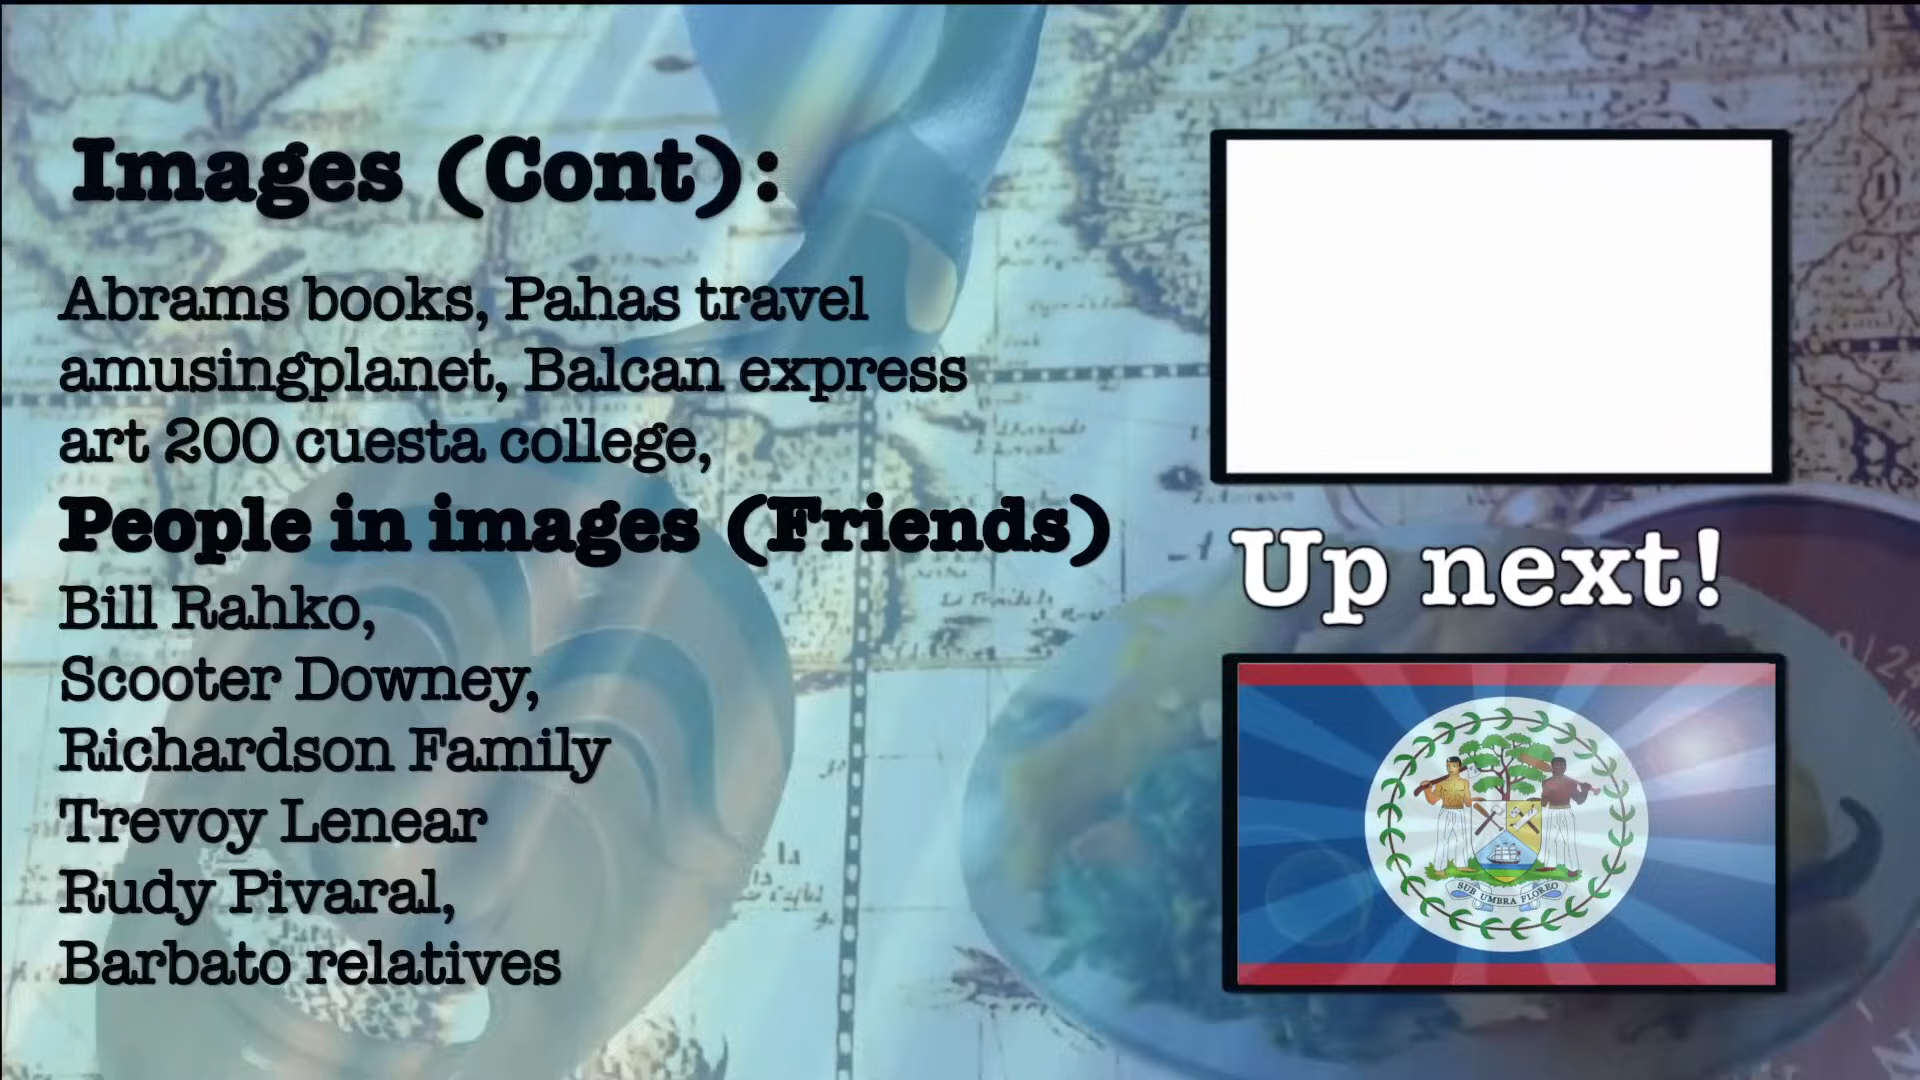 Images (Cont):
Abrams books, Pahas travel
amusingplanet, Balcan express
art 200 cuesta college,
People in images (Friends)
Bill Rahko,
Scooter Downey,
Richardson Family
Trevoy Lenear
Rudy Pivaral,
Barbato relatives
Up next!
SUB UMBRA FLOREO